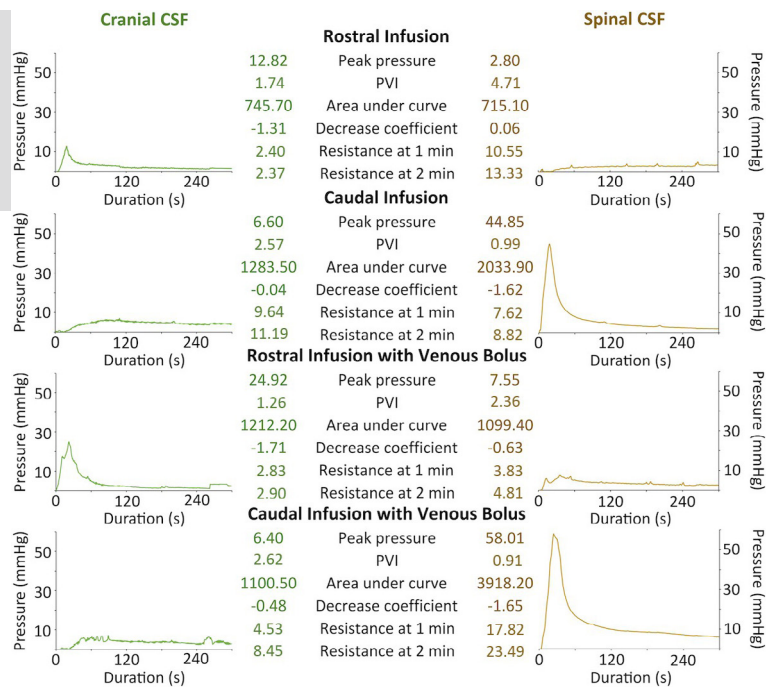 Cranial CSF Spinal CSF
Rostral Infusion
12.82 Peak pressure 2.80
1.74 PVI 4.71
745.70 Area under curve 715.10
-1.31 Decrease coefficient 0.06
2.40 Resistance at 1 min 10.55
2.37 Resistance at 2 min 13.33
Pressure (mmHg) 50 30 10
0 120 240
Duration (s)
50 30 10 Pressure (mmHg)
0 120 240
Duration (s)
Caudal Infusion
6.60 Peak pressure 44.85
2.57 PVI 0.99
1283.50 Area under curve 2033.90
-0.04 Decrease coefficient -1.62
9.64 Resistance at 1 min 7.62
11.19 Resistance at 2 min 8.82
Pressure (mmHg) 50 30 10
0 120 240
Duration (s)
50 30 10 Pressure (mmHg)
0 120 240
Duration (s)
Rostral Infusion with Venous Bolus
24.92 Peak pressure 7.55
1.26 PVI 2.36
1212.20 Area under curve 1099.40
-1.71 Decrease coefficient -0.63
2.83 Resistance at 1 min 3.83
2.90 Resistance at 2 min 4.81
Pressure (mmHg) 50 30 10
0 120 240
Duration (s)
50 30 10 Pressure (mmHg)
0 120 240
Duration (s)
Caudal Infusion with Venous Bolus
6.40 Peak pressure 58.01
2.62 PVI 0.91
1100.50 Area under curve 3918.20
-0.48 Decrease coefficient -1.65
4.53 Resistance at 1 min 17.82
8.45 Resistance at 2 min 23.49
Pressure (mmHg) 50 30 10
0 120 240
Duration (s)
50 30 10 Pressure (mmHg)
0 120 240
Duration (s)